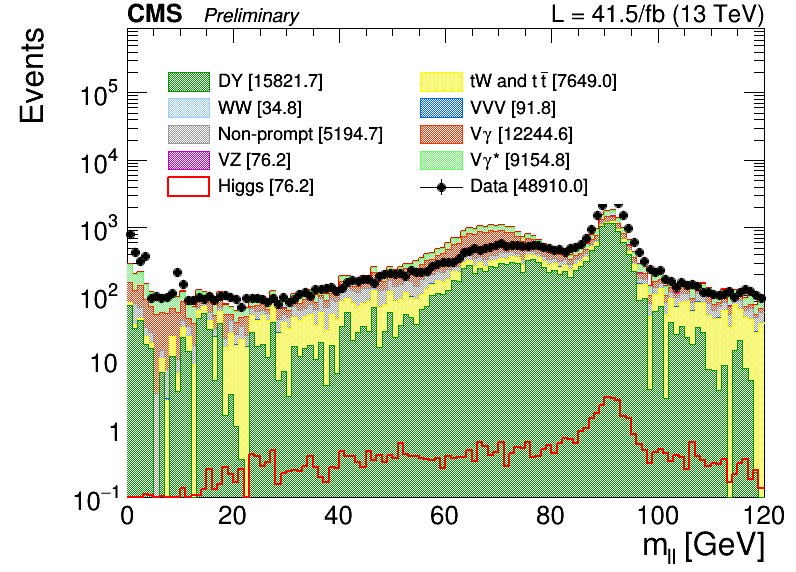 CMS Preliminary L = 41.5/fb (13 TeV)
Events
DY [15821.7]
WW [34.8]
Non-prompt [5194.7]
VZ [76.2]
Higgs [76.2]
tW and tt̄ [7649.0]
VVV [91.8]
Vγ [12244.6]
Vγ* [9154.8]
Data [48910.0]
10⁵
10⁴
10³
10²
10
1
10⁻¹
0 20 40 60 80 100 120
m_ll [GeV]